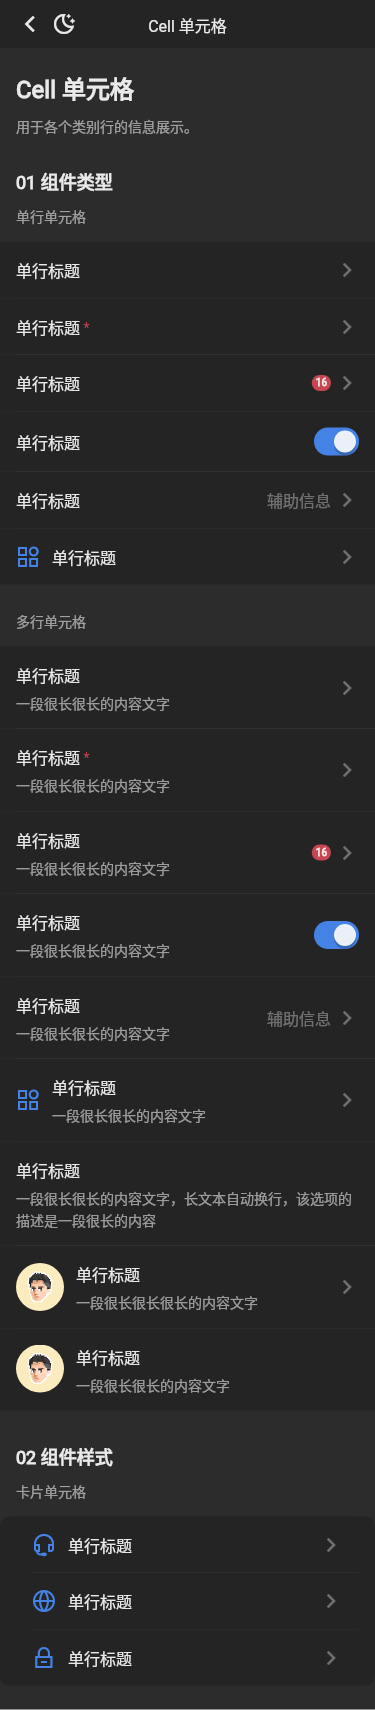 Cell 单元格
Cell 单元格
用于各个类别行的信息展示。
01 组件类型
单行单元格
单行标题
单行标题 *
单行标题 16
单行标题
单行标题 辅助信息
单行标题
多行单元格
单行标题
一段很长很长的内容文字
单行标题 *
一段很长很长的内容文字
单行标题
16
一段很长很长的内容文字
单行标题
一段很长很长的内容文字
单行标题
辅助信息
一段很长很长的内容文字
单行标题
一段很长很长的内容文字
单行标题
一段很长很长的内容文字，长文本自动换行，该选项的
描述是一段很长的内容
单行标题
一段很长很长很长的内容文字
单行标题
一段很长很长的内容文字
02 组件样式
卡片单元格
单行标题
单行标题
单行标题